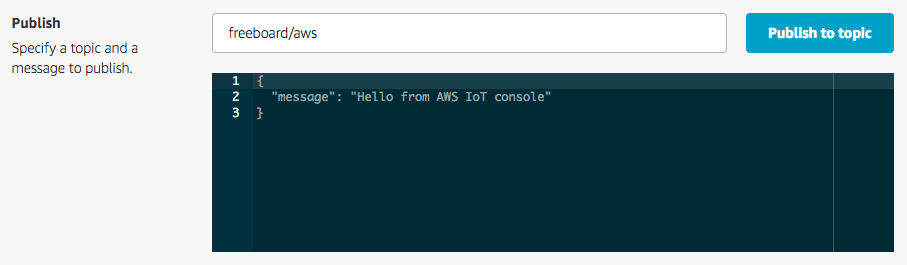 Publish
Specify a topic and a
message to publish.
freeboard/aws
Publish to topic
1 {
2   "message": "Hello from AWS IoT console"
3 }